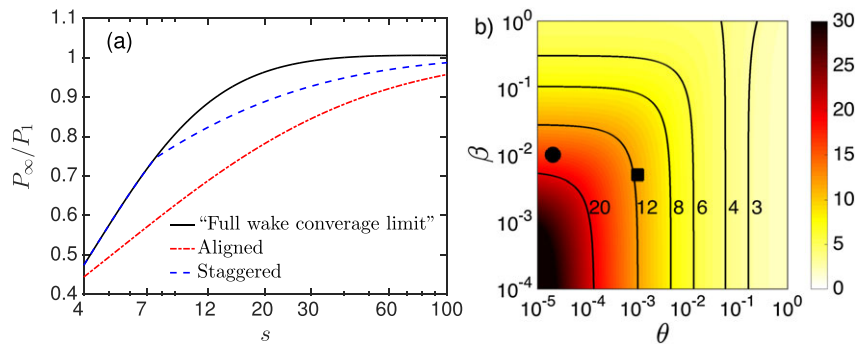 (a)
P∞/P1
1.1
1
0.9
0.8
0.7
0.6
0.5
0.4
4 7 12 20 30 50 100
s
"Full wake converage limit"
Aligned
Staggered
b)
β
10^0
10^-1
10^-2
10^-3
10^-4
20 12 8 6 4 3
10^-5 10^-4 10^-3 10^-2 10^-1 10^0
θ
30
25
20
15
10
5
0